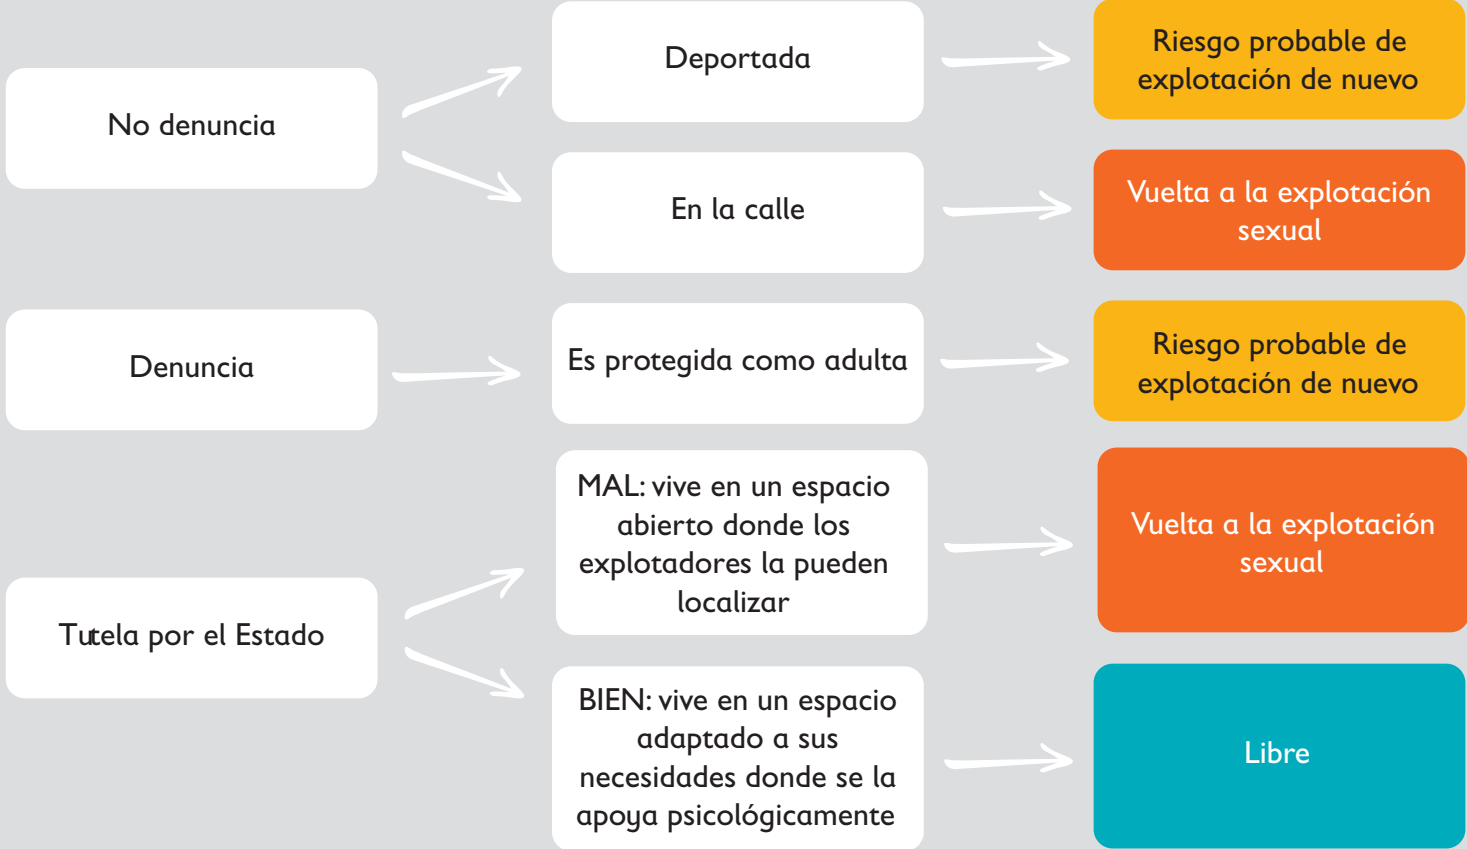 No denuncia
Deportada
Riesgo probable de
explotación de nuevo
En la calle
Vuelta a la explotación
sexual
Denuncia
Es protegida como adulta
Riesgo probable de
explotación de nuevo
Tutela por el Estado
MAL: vive en un espacio
abierto donde los
explotadores la pueden
localizar
Vuelta a la explotación
sexual
BIEN: vive en un espacio
adaptado a sus
necesidades donde se la
apoya psicológicamente
Libre